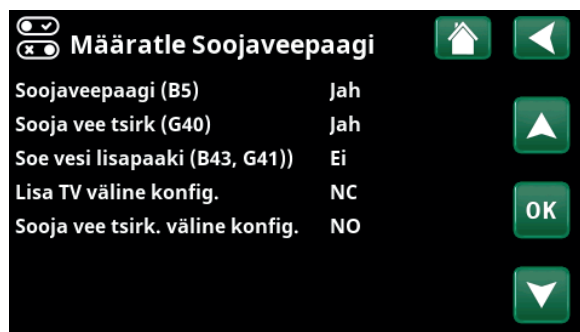 Määratle Soojaveepaagi
Soojaveepaagi (B5) Jah
Sooja vee tsirk (G40) Jah
Soe vesi lisapaaki (B43, G41)) Ei
Lisa TV väline konfig. NC
OK
Sooja vee tsirk. väline konfig. NO